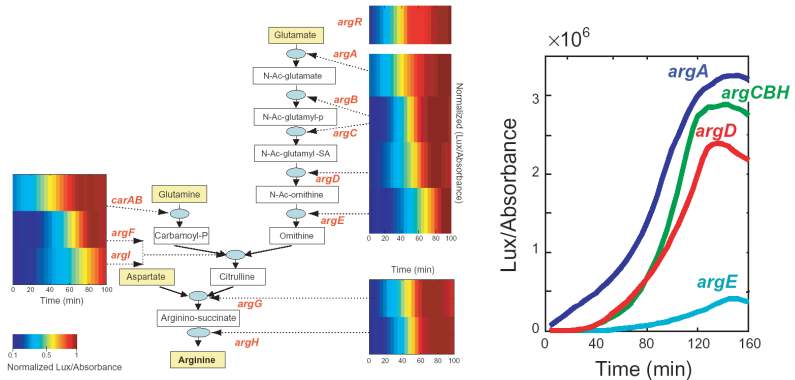 argR
Glutamate
argA
N-Ac-glutamate
argB
N-Ac-glutamyl-p
argC
N-Ac-glutamyl-SA
argD
N-Ac-ornithine
argE
Ornithine
Normalized (Lux/Absorbance)
0 20 40 60 80 100
Time (min)
carAB
argF
argI
0 20 40 60 80 100
Time (min)
Glutamine
Carbamoyl-P
Aspartate
Citrulline
argG
Arginino-succinate
argH
Arginine
0 20 40 60 80 100
0.1 0.5 1
Normalized Lux/Absorbance
×10⁶
3
2
1
0
Lux/Absorbance
argA
argCBH
argD
argE
0 40 80 120 160
Time (min)